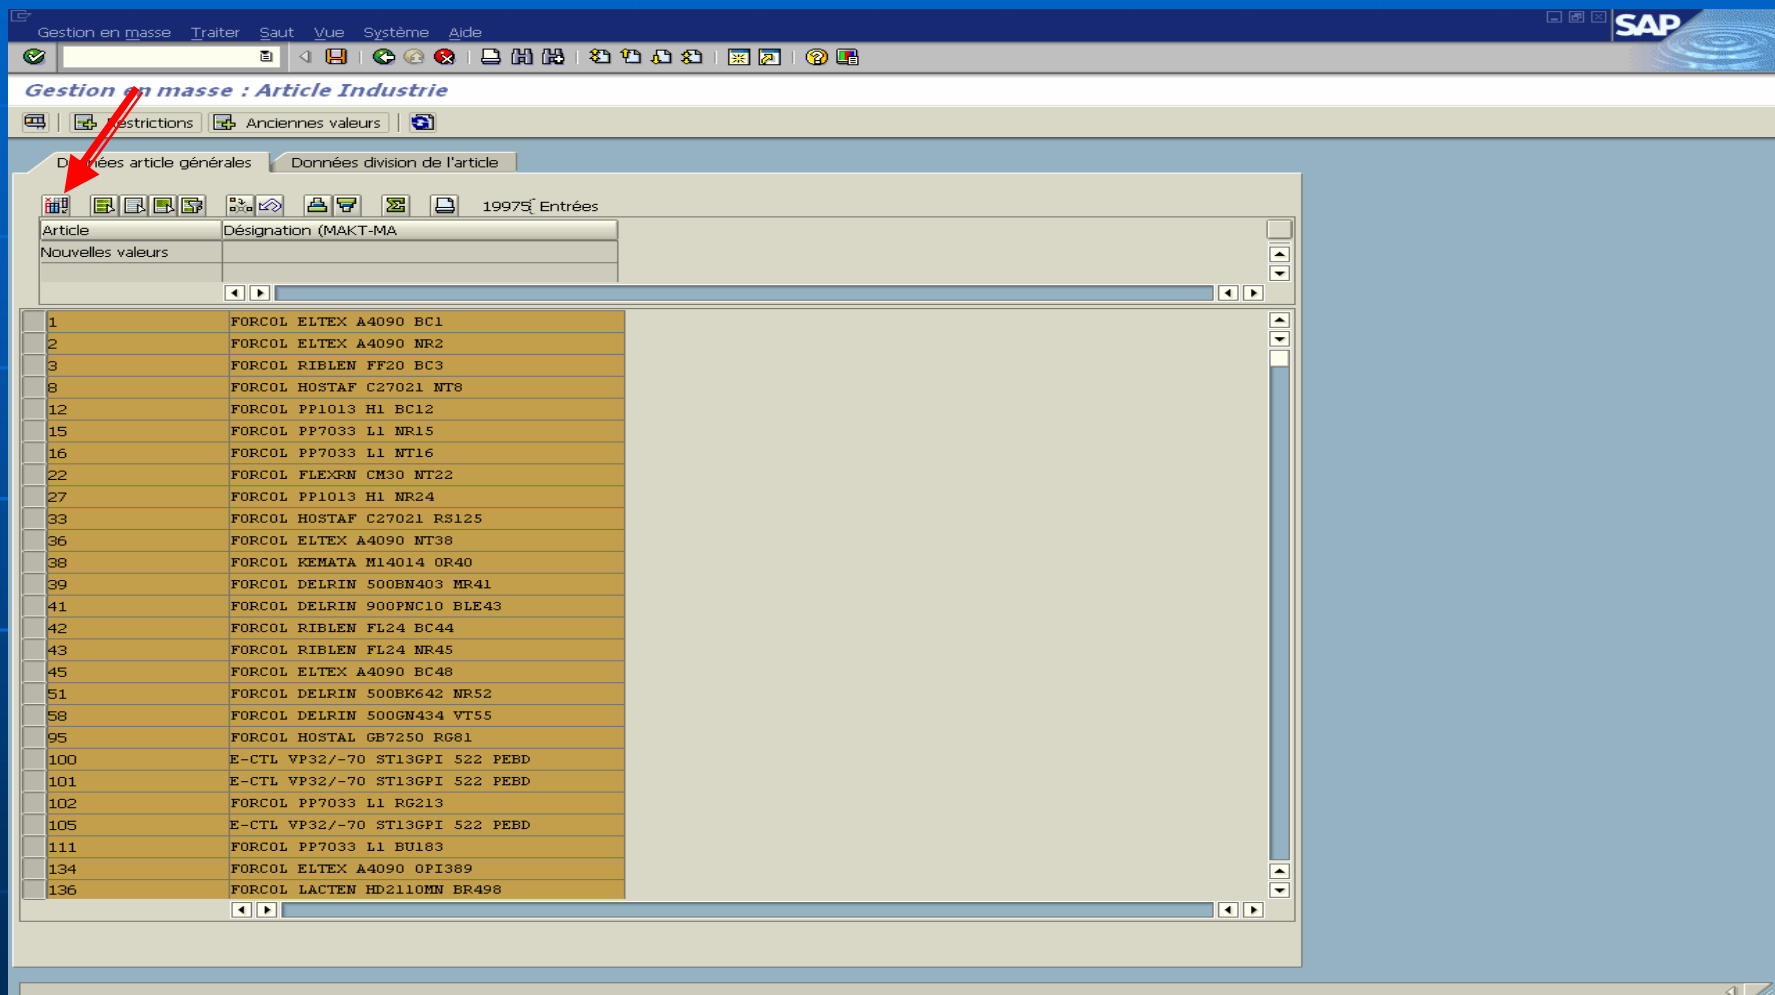 Gestion en masse Traiter Saut Vue Système Aide
SAP
Gestion en masse : Article Industrie
Restrictions Anciennes valeurs
Données article générales Données division de l'article
19975 Entrées
Article Désignation (MAKT-MA
Nouvelles valeurs
1 FORCOL ELTEX A4090 BC1
2 FORCOL ELTEX A4090 NR2
3 FORCOL RIBLEN FF20 BC3
8 FORCOL HOSTAF C27021 NT8
12 FORCOL PP1013 H1 BC12
15 FORCOL PP7033 L1 NR15
16 FORCOL PP7033 L1 NT16
22 FORCOL FLEXRN CM30 NT22
27 FORCOL PP1013 H1 NR24
33 FORCOL HOSTAF C27021 RS125
36 FORCOL ELTEX A4090 NT38
38 FORCOL KEMATA M14014 OR40
39 FORCOL DELRIN 500BN403 MR41
41 FORCOL DELRIN 900PNC10 BLE43
42 FORCOL RIBLEN FL24 BC44
43 FORCOL RIBLEN FL24 NR45
45 FORCOL ELTEX A4090 BC48
51 FORCOL DELRIN 500BK642 NR52
58 FORCOL DELRIN 500GN434 VT55
95 FORCOL HOSTAL GB7250 RG81
100 E-CTL VP32/-70 ST13GPI 522 PEBD
101 E-CTL VP32/-70 ST13GPI 522 PEBD
102 FORCOL PP7033 L1 RG213
105 E-CTL VP32/-70 ST13GPI 522 PEBD
111 FORCOL PP7033 L1 BU183
134 FORCOL ELTEX A4090 OPI389
136 FORCOL LACTEN HD2110MN BR498